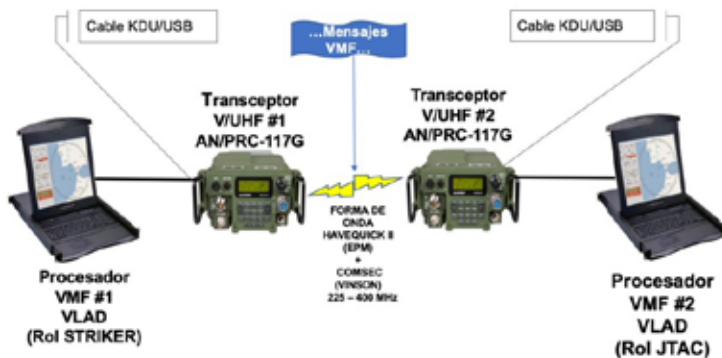 Cable KDU/USB
...Mensajes
VMF...
Cable KDU/USB
Transceptor
V/UHF #1
AN/PRC-117G
Transceptor
V/UHF #2
AN/PRC-117G
FORMA DE
ONDA
HAVEQUICK II
(EPM)
+
COMSEC
(VINSON)
225 – 400 MHz
Procesador
VMF #1
VLAD
(Rol STRIKER)
Procesador
VMF #2
VLAD
(Rol JTAC)